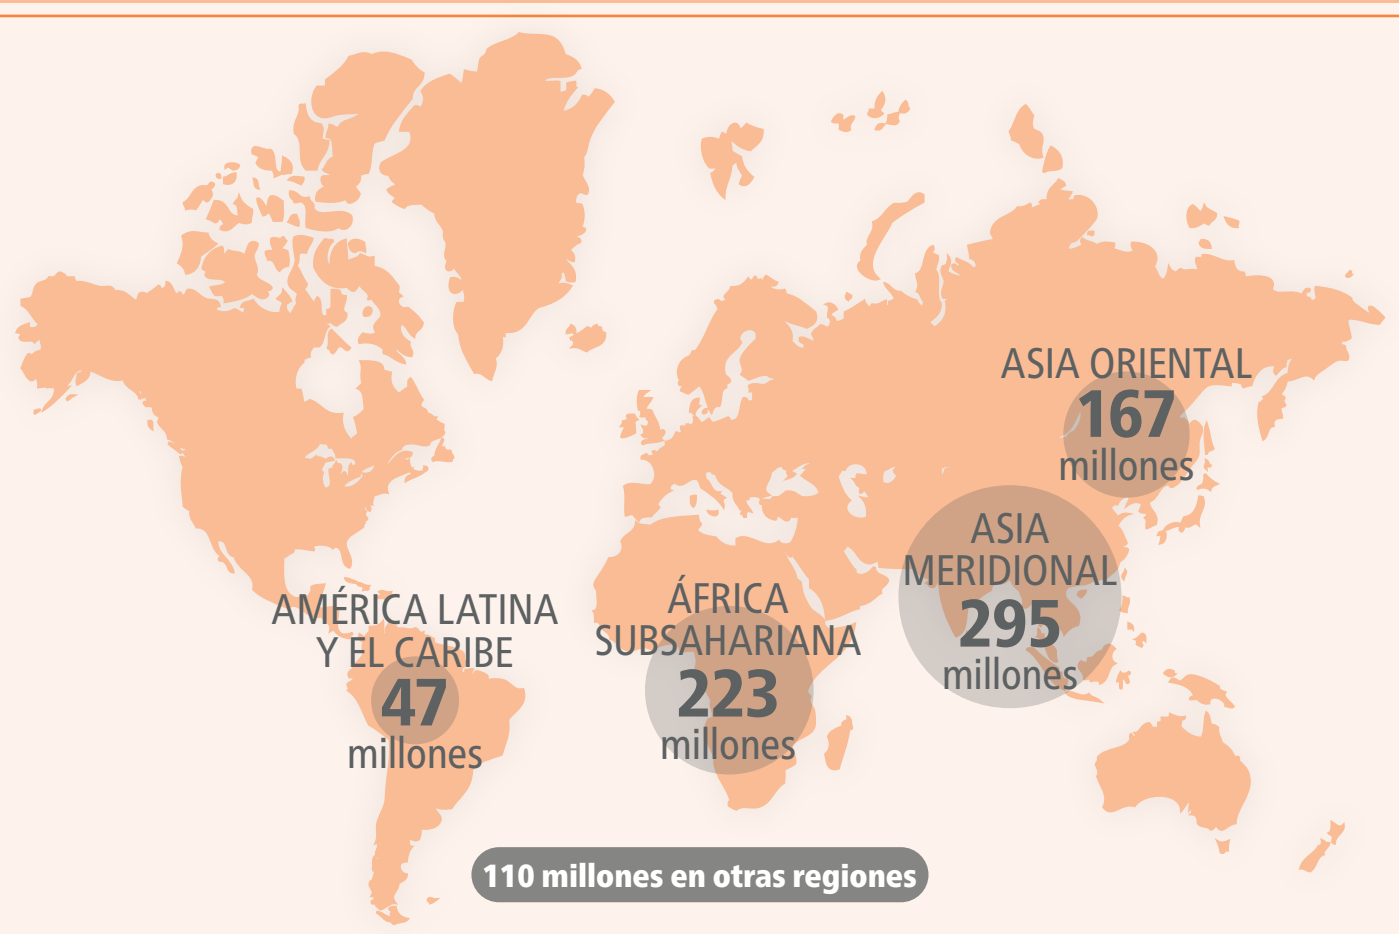 ASIA ORIENTAL
167
millones
ASIA
MERIDIONAL
295
millones
ÁFRICA
SUBSAHARIANA
223
millones
AMÉRICA LATINA
Y EL CARIBE
47
millones
110 millones en otras regiones